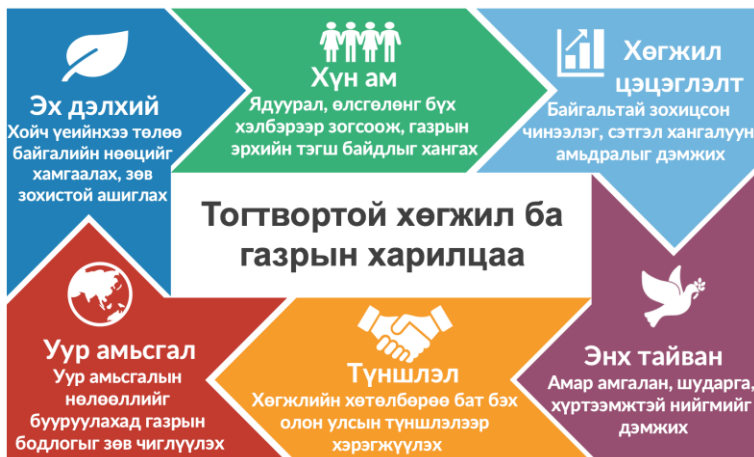 Эх дэлхий
Хойч үеийнхээ төлөө
байгалийн нөөцийг
хамгаалах, зөв
зохистой ашиглах
Хүн ам
Ядуурал, өлсгөлөнг бүх
хэлбэрээр зогсоож, газрын
эрхийн тэгш байдлыг хангах
Хөгжил
цэцэглэлт
Байгальтай зохицсон
чинээлэг, сэтгэл хангалуун
амьдралыг дэмжих
Тогтвортой хөгжил ба
газрын харилцаа
Уур амьсгал
Уур амьсгалын
нөлөөллийг
бууруулахад газрын
бодлогыг зөв чиглүүлэх
Түншлэл
Хөгжлийн хөтөлбөрөө бат бэх
олон улсын түншлэлээр
хэрэгжүүлэх
Энх тайван
Амар амгалан, шударга,
хүртээмжтэй нийгмийг
дэмжих